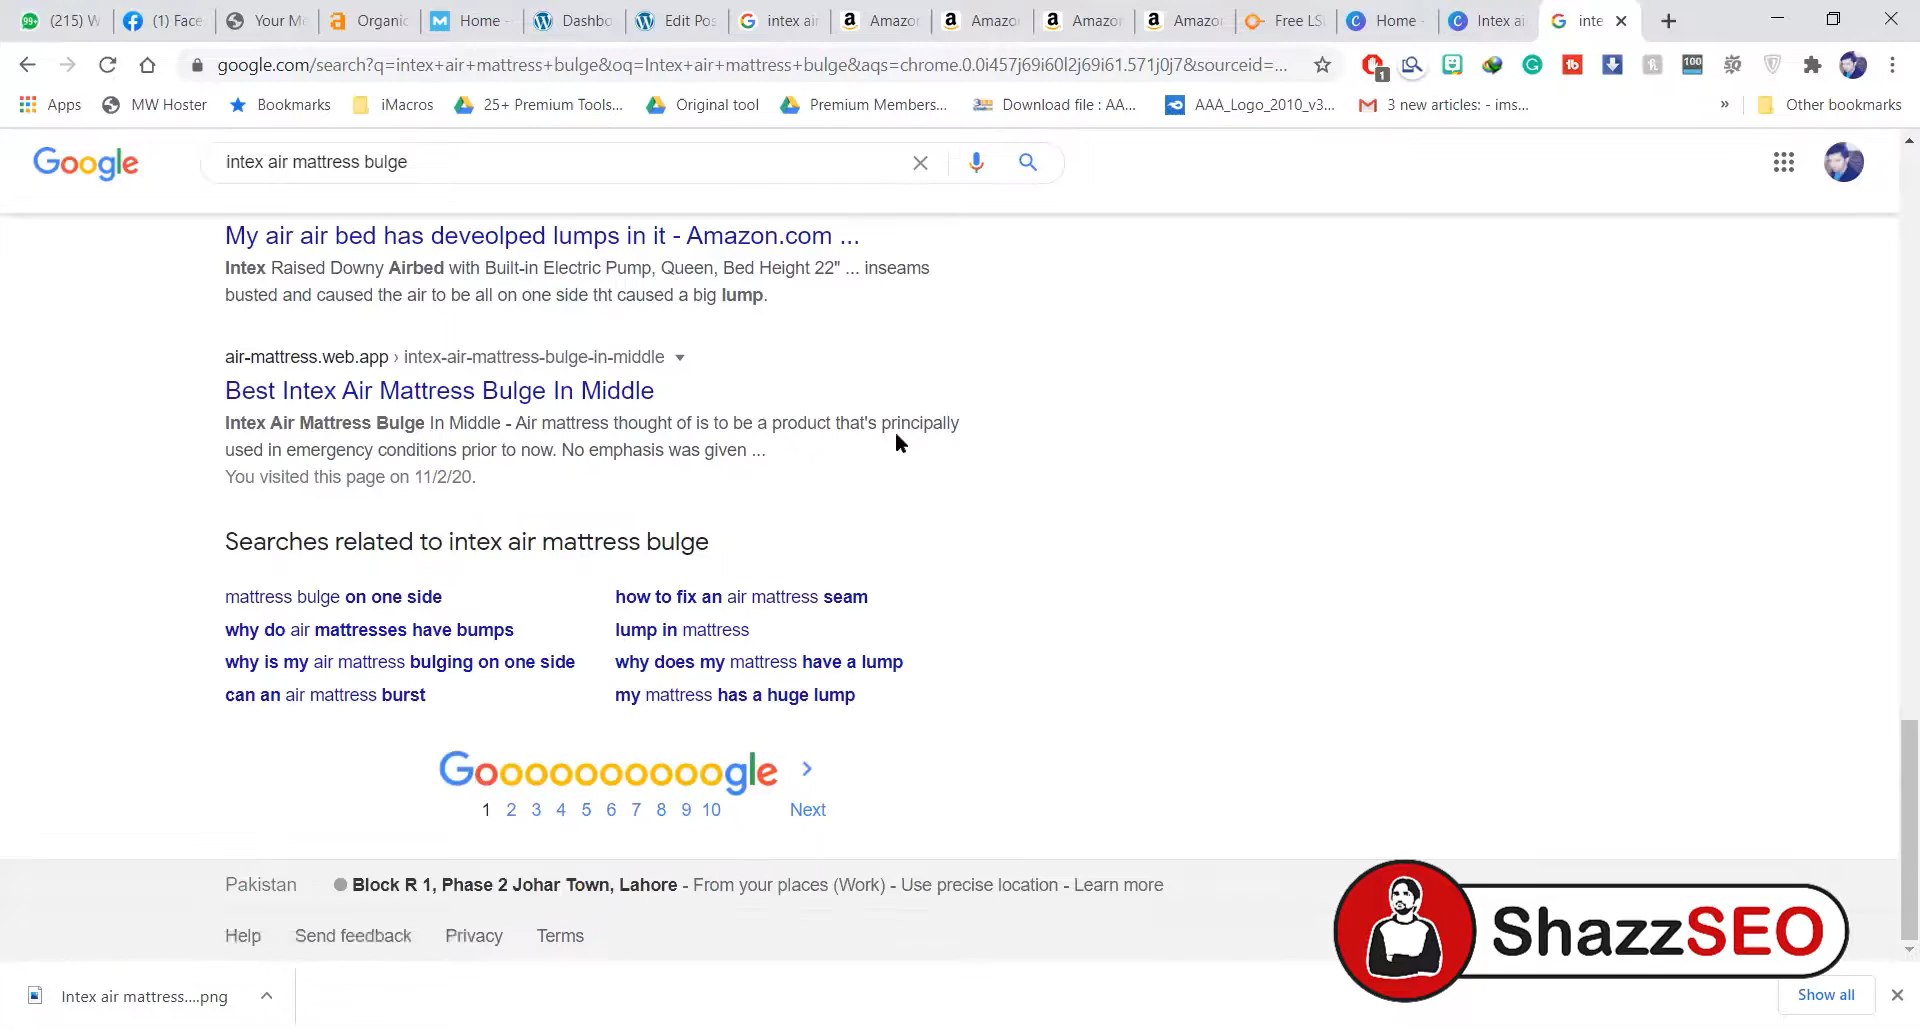 (215) W
(1) Face
Your Me
Organic
Home -
Dashbo
Edit Pos
intex air
Amazon
Amazo
Amazo
Amazo
Free LSI
Home -
Intex ai
inte
google.com/search?q=intex+air+mattress+bulge&oq=Intex+air+mattress+bulge&aqs=chrome.0.0i457j69i60l2j69i61.571j0j7&sourceid=...
1
100
Apps
MW Hoster
Bookmarks
iMacros
25+ Premium Tools...
Original tool
Premium Members...
Download file : AA...
AAA_Logo_2010_v3...
3 new articles: - ims...
»
Other bookmarks
Google
intex air mattress bulge
My air air bed has deveolped lumps in it - Amazon.com ...
Intex Raised Downy Airbed with Built-in Electric Pump, Queen, Bed Height 22" ... inseams
busted and caused the air to be all on one side tht caused a big lump.
air-mattress.web.app › intex-air-mattress-bulge-in-middle
Best Intex Air Mattress Bulge In Middle
Intex Air Mattress Bulge In Middle - Air mattress thought of is to be a product that's principally
used in emergency conditions prior to now. No emphasis was given ...
You visited this page on 11/2/20.
Searches related to intex air mattress bulge
mattress bulge on one side
why do air mattresses have bumps
why is my air mattress bulging on one side
can an air mattress burst
how to fix an air mattress seam
lump in mattress
why does my mattress have a lump
my mattress has a huge lump
Goooooooooogle
1 2 3 4 5 6 7 8 9 10 Next
Pakistan
Block R 1, Phase 2 Johar Town, Lahore - From your places (Work) - Use precise location - Learn more
Help Send feedback Privacy Terms
ShazzSEO
Intex air mattress....png
Show all